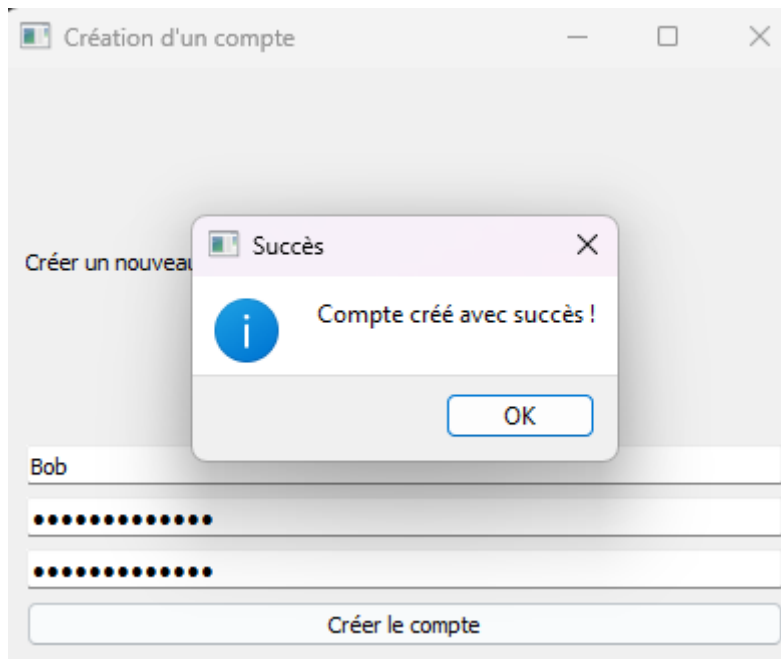 Création d'un compte
Succès
Créer un nouveau
Compte créé avec succès !
OK
Bob
●●●●●●●●●●●●●
●●●●●●●●●●●●●
Créer le compte